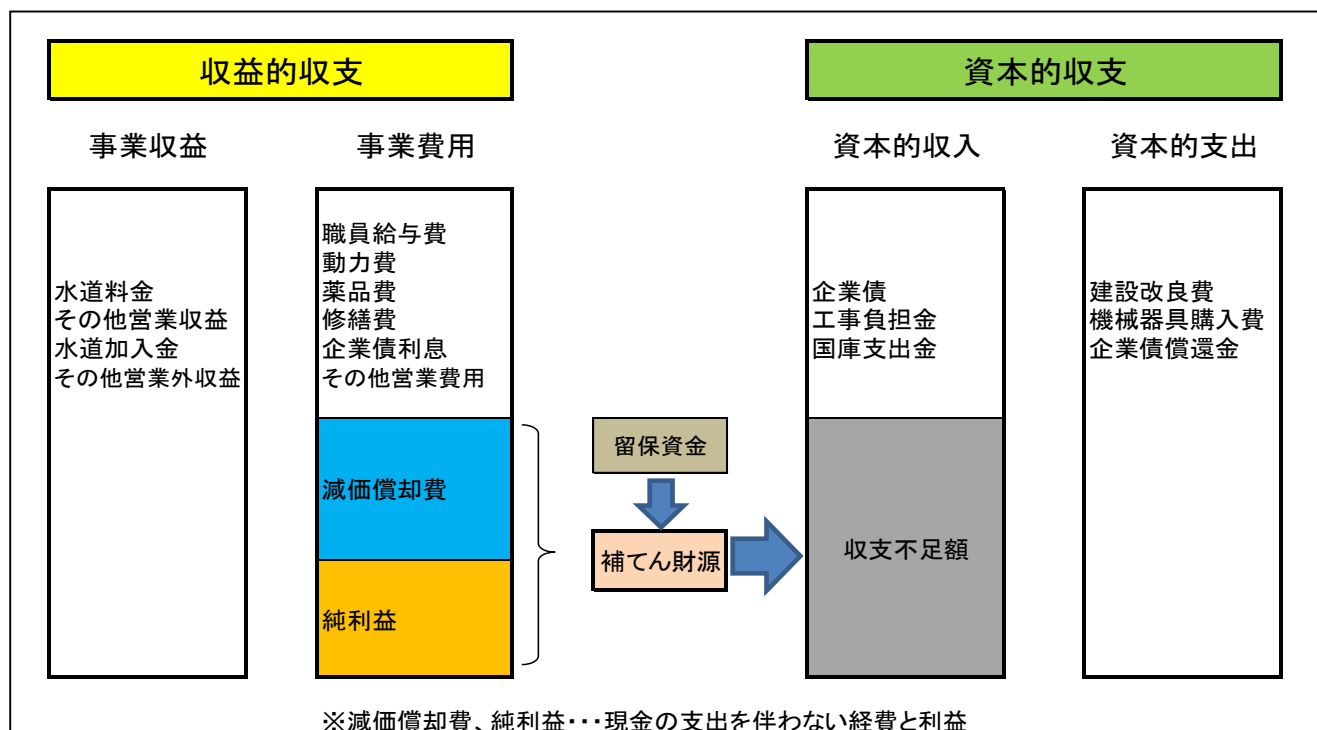 収益的収支
資本的収支
事業収益
事業費用
資本的収入
資本的支出
水道料金
その他営業収益
水道加入金
その他営業外収益
職員給与費
動力費
薬品費
修繕費
企業債利息
その他営業費用
減価償却費
純利益
留保資金
補てん財源
企業債
工事負担金
国庫支出金
収支不足額
建設改良費
機械器具購入費
企業債償還金
※減価償却費、純利益・・・現金の支出を伴わない経費と利益